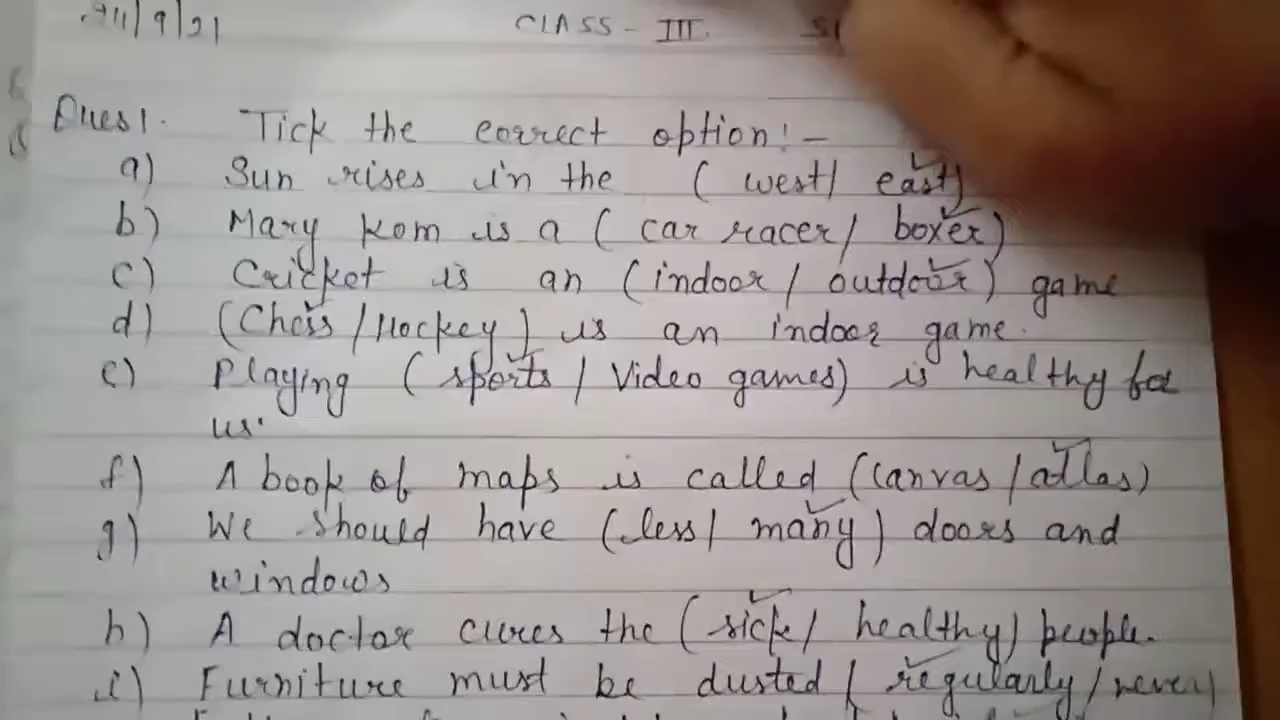 24/9/21 CLASS - III.
Ques1. Tick the correct option:-
a) Sun rises in the (west/ east)
b) Mary Kom is a (car racer/ boxer)
c) Cricket is an (indoor / outdoor) game
d) (Chess/Hockey) is an indoor game.
e) Playing (sports / Video games) is healthy for
us.
f) A book of maps is called (canvas/atlas)
g) We should have (less/ many) doors and
windows
h) A doctor cures the (sick/ healthy) people.
i) Furniture must be dusted (regularly/never)